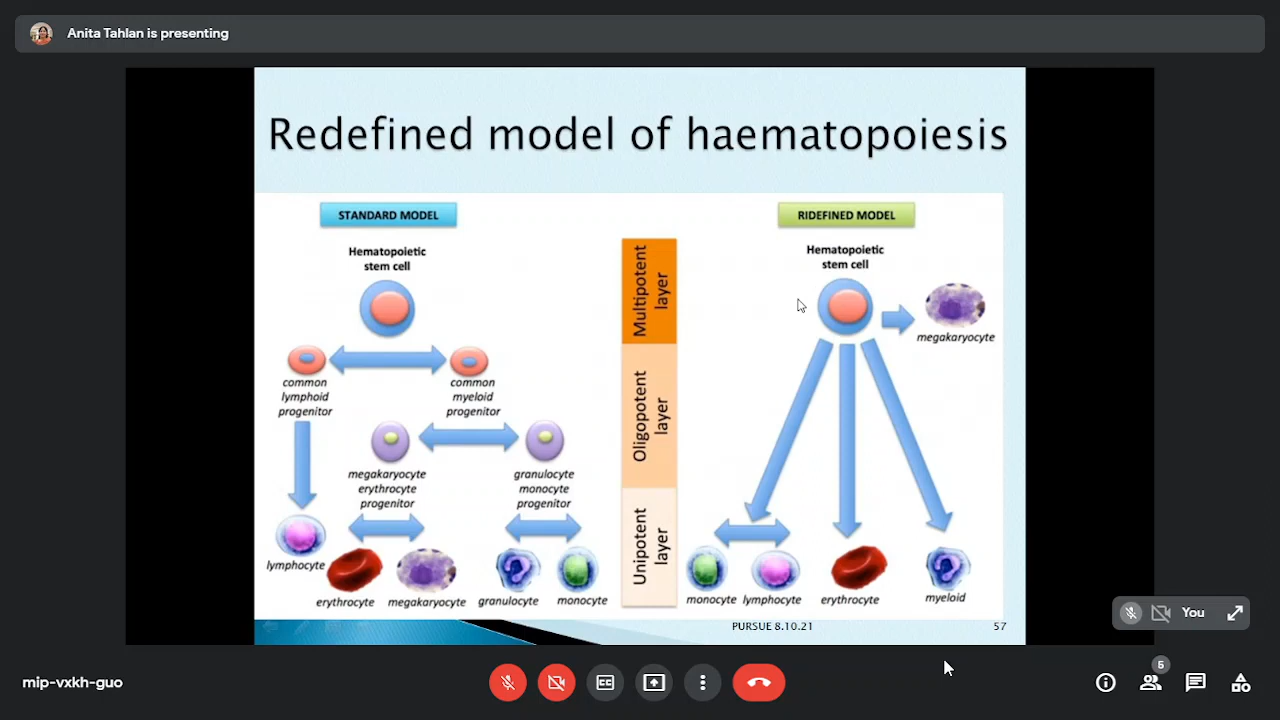 Anita Tahlan is presenting
Redefined model of haematopoiesis
STANDARD MODEL
Hematopoietic
stem cell
common
lymphoid
progenitor
common
myeloid
progenitor
megakaryocyte
erythrocyte
progenitor
granulocyte
monocyte
progenitor
lymphocyte
erythrocyte
megakaryocyte
granulocyte
monocyte
Multipotent
layer
Oligopotent
layer
Unipotent
layer
RIDEFINED MODEL
Hematopoietic
stem cell
megakaryocyte
monocyte
lymphocyte
erythrocyte
myeloid
PURSUE 8.10.21
57
You
mip-vxkh-guo
CC
5